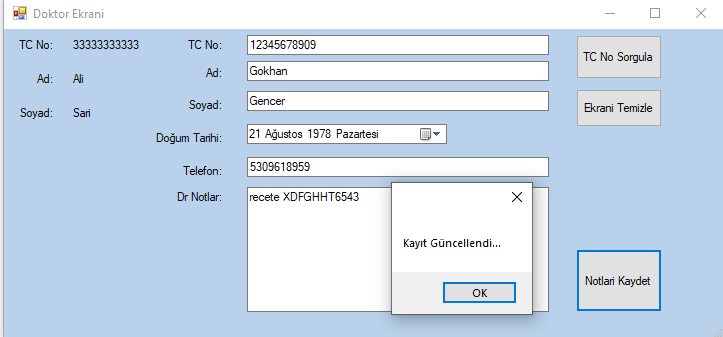 Doktor Ekrani
TC No: 33333333333
Ad: Ali
Soyad: Sari
TC No: 12345678909
Ad: Gokhan
Soyad: Gencer
Doğum Tarihi: 21 Ağustos 1978 Pazartesi
Telefon: 5309618959
Dr Notlar: recete XDFGHHT6543
TC No Sorgula
Ekrani Temizle
Notlari Kaydet
Kayıt Güncellendi...
OK